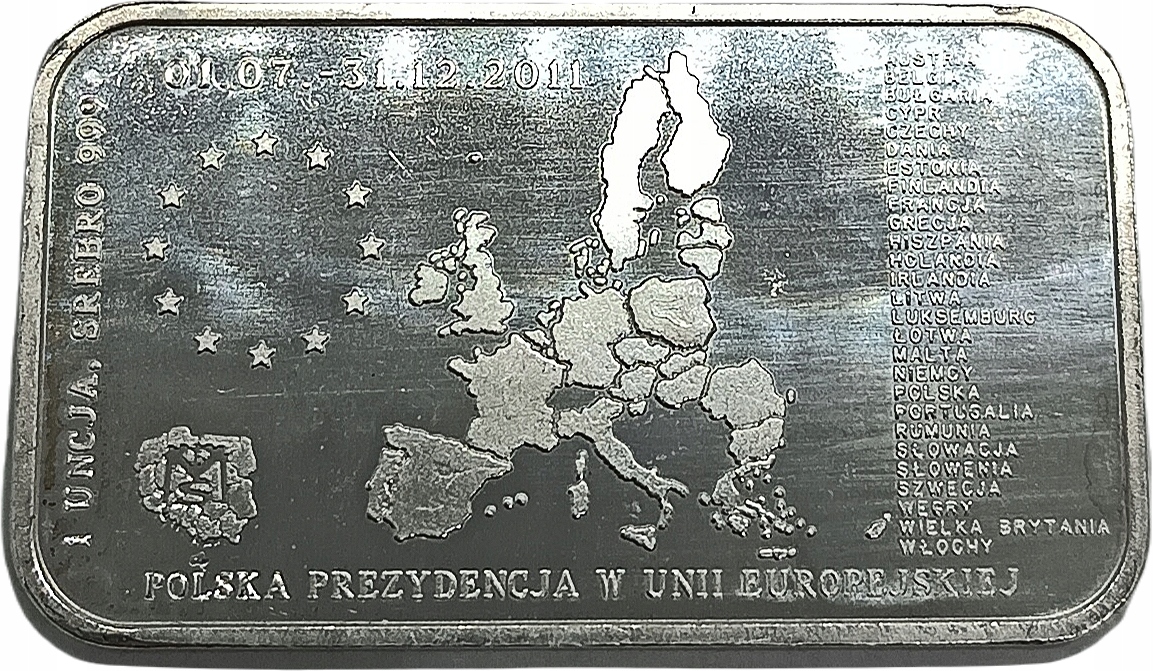 01.07.-31.12.2011
1 UNCJA, SREBRO 999
AUSTRIA
BELGIA
BUŁGARIA
CYPR
CZECHY
DANIA
ESTONIA
FINLANDIA
FRANCJA
GRECJA
HISZPANIA
HOLANDIA
IRLANDIA
LITWA
LUKSEMBURG
ŁOTWA
MALTA
NIEMCY
POLSKA
PORTUGALIA
RUMUNIA
SŁOWACJA
SŁOWENIA
SZWECJA
WĘGRY
WIELKA BRYTANIA
WŁOCHY
POLSKA PREZYDENCJA W UNII EUROPEJSKIEJ